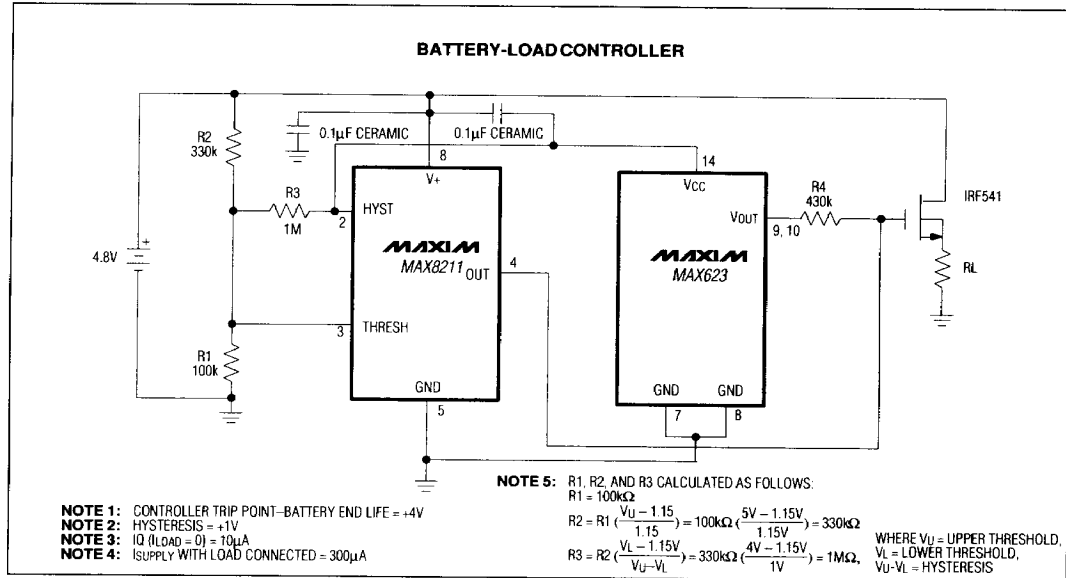 BATTERY-LOAD CONTROLLER
R2
330k
0.1µF CERAMIC
0.1µF CERAMIC
8
14
V+
VCC
R3
1M
2
HYST
R4
430k
VOUT
9, 10
IRF541
4.8V
+
MAXIM
MAX8211
OUT
4
MAXIM
MAX623
RL
3
THRESH
R1
100k
GND
5
GND
GND
7
8
NOTE 1: CONTROLLER TRIP POINT–BATTERY END LIFE = +4V
NOTE 2: HYSTERESIS = +1V
NOTE 3: IQ (ILOAD = 0) = 10µA
NOTE 4: ISUPPLY WITH LOAD CONNECTED = 300µA
NOTE 5: R1, R2, AND R3 CALCULATED AS FOLLOWS:
R1 = 100kΩ
R2 = R1 (VU – 1.15 / 1.15) = 100kΩ (5V – 1.15V / 1.15V) = 330kΩ
R3 = R2 (VL – 1.15V / VU–VL) = 330kΩ (4V – 1.15V / 1V) = 1MΩ,
WHERE VU = UPPER THRESHOLD,
VL = LOWER THRESHOLD,
VU-VL = HYSTERESIS